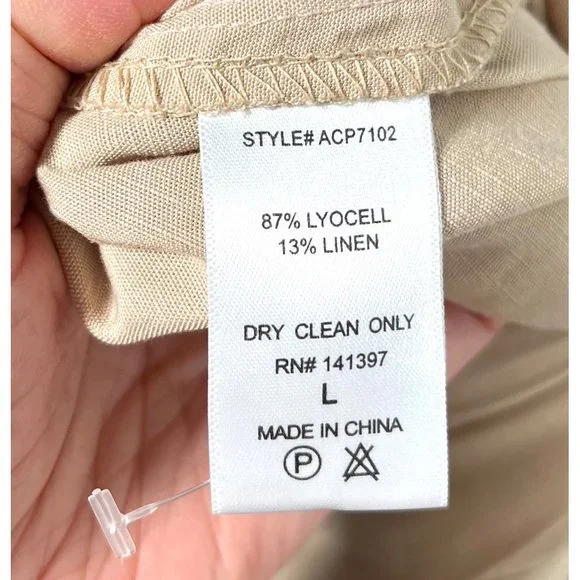 STYLE# ACP7102
87% LYOCELL
13% LINEN
DRY CLEAN ONLY
RN# 141397
L
MADE IN CHINA
P